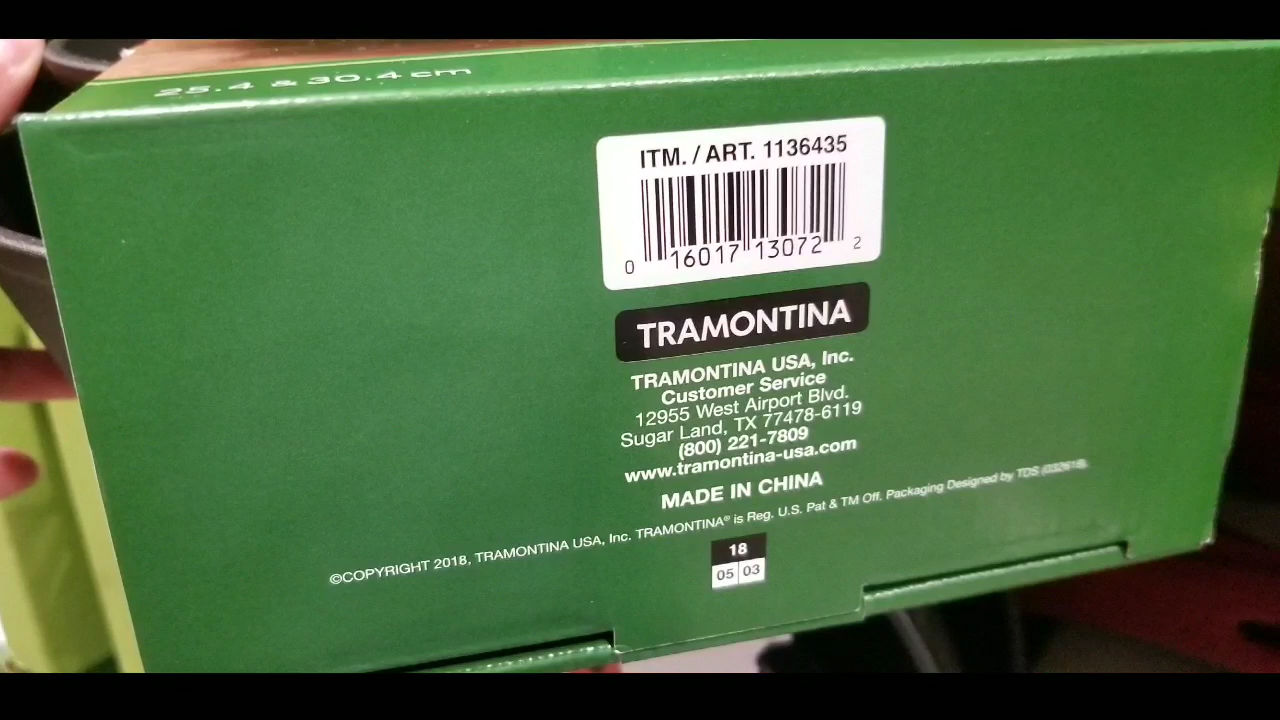 25.4 & 30.4 cm
ITM. / ART. 1136435
0 16017 13072 2
TRAMONTINA
TRAMONTINA USA, Inc.
Customer Service
12955 West Airport Blvd.
Sugar Land, TX 77478-6119
(800) 221-7809
www.tramontina-usa.com
MADE IN CHINA
©COPYRIGHT 2018, TRAMONTINA USA, Inc. TRAMONTINA® is Reg. U.S. Pat & TM Off. Packaging Designed by TDS (032618).
18
05 03